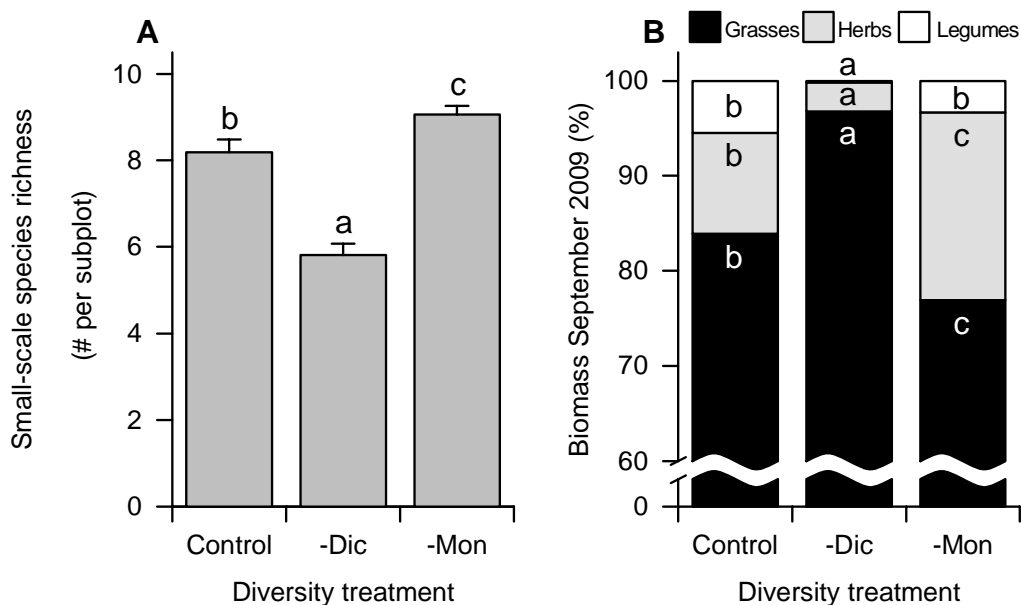 A
Small-scale species richness
(# per subplot)
10
8
6
4
2
0
b
a
c
Control -Dic -Mon
Diversity treatment
B
Grasses Herbs Legumes
Biomass September 2009 (%)
100
90
80
70
60
0
b
b
b
a
a
a
b
c
c
Control -Dic -Mon
Diversity treatment